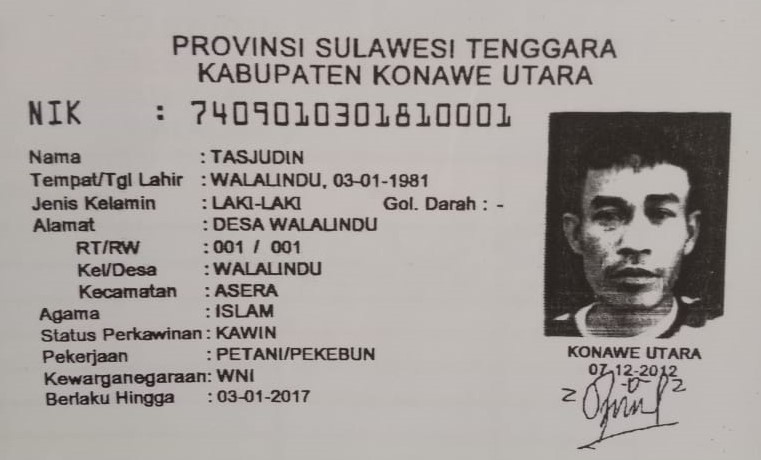 PROVINSI SULAWESI TENGGARA
KABUPATEN KONAWE UTARA
NIK : 7409010301810001
Nama : TASJUDIN
Tempat/Tgl Lahir : WALALINDU, 03-01-1981
Jenis Kelamin : LAKI-LAKI Gol. Darah : -
Alamat : DESA WALALINDU
RT/RW : 001 / 001
Kel/Desa : WALALINDU
Kecamatan : ASERA
Agama : ISLAM
Status Perkawinan : KAWIN
Pekerjaan : PETANI/PEKEBUN
Kewarganegaraan : WNI
Berlaku Hingga : 03-01-2017
KONAWE UTARA
07-12-2012